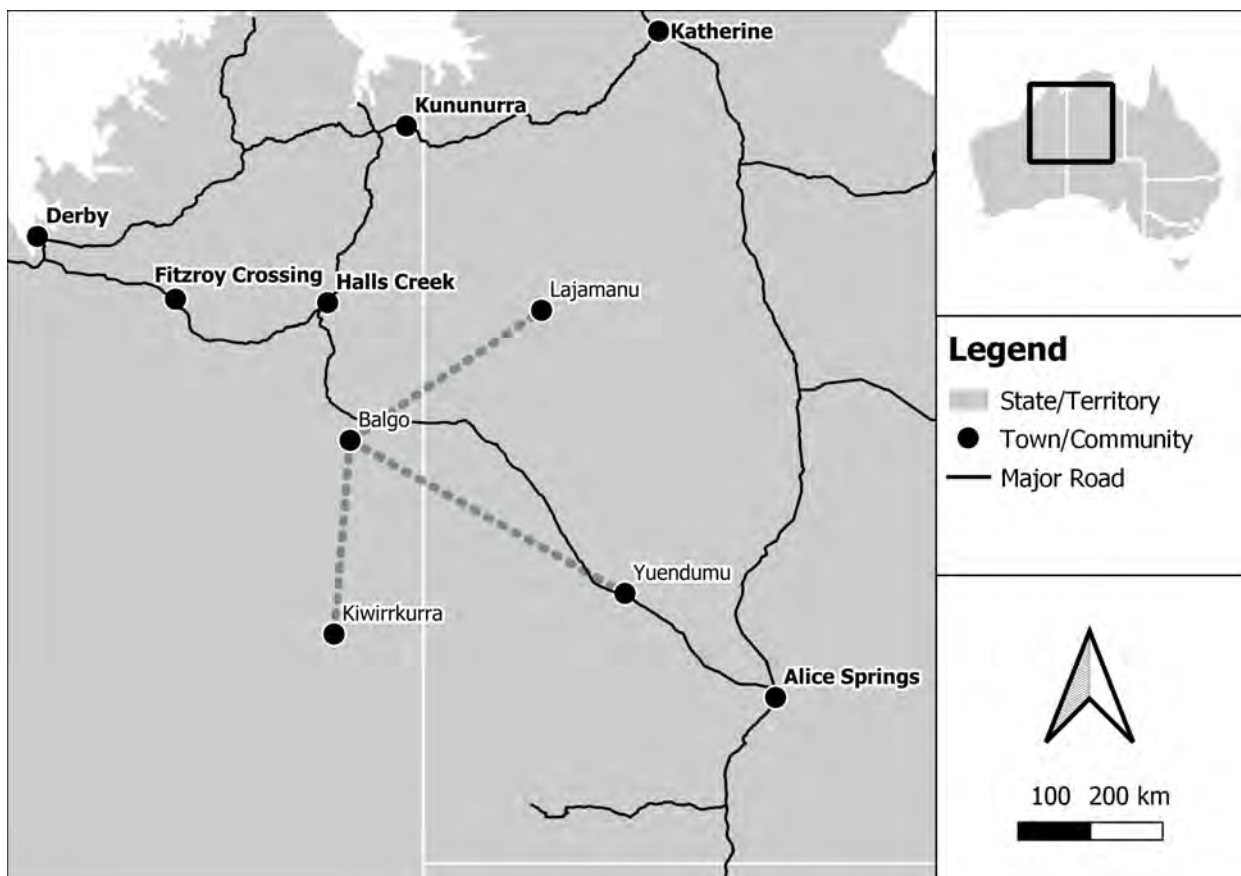 Katherine
Kununurra
Derby
Fitzroy Crossing
Halls Creek
Lajamanu
Balgo
Yuendumu
Kiwirrkurra
Alice Springs
Legend
State/Territory
Town/Community
Major Road
100 200 km